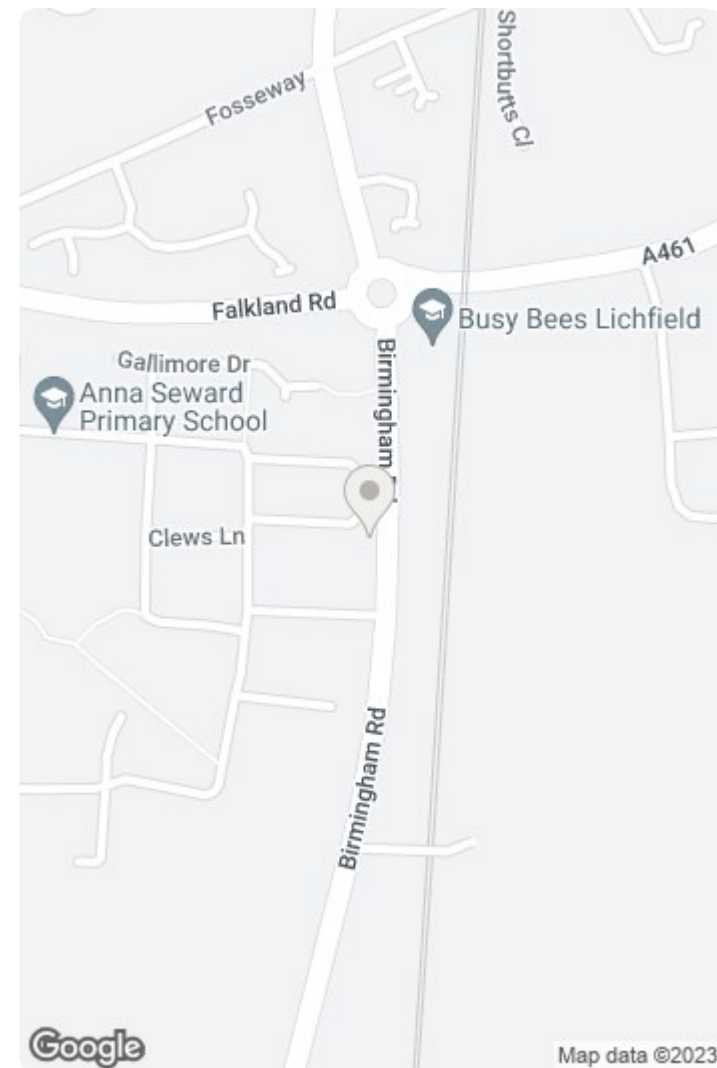 Shortbutts Cl
Fosseway
A461
Falkland Rd
Busy Bees Lichfield
Gallimore Dr
Birmingham
Anna Seward
Primary School
Clews Ln
Birmingham Rd
Google
Map data ©2023